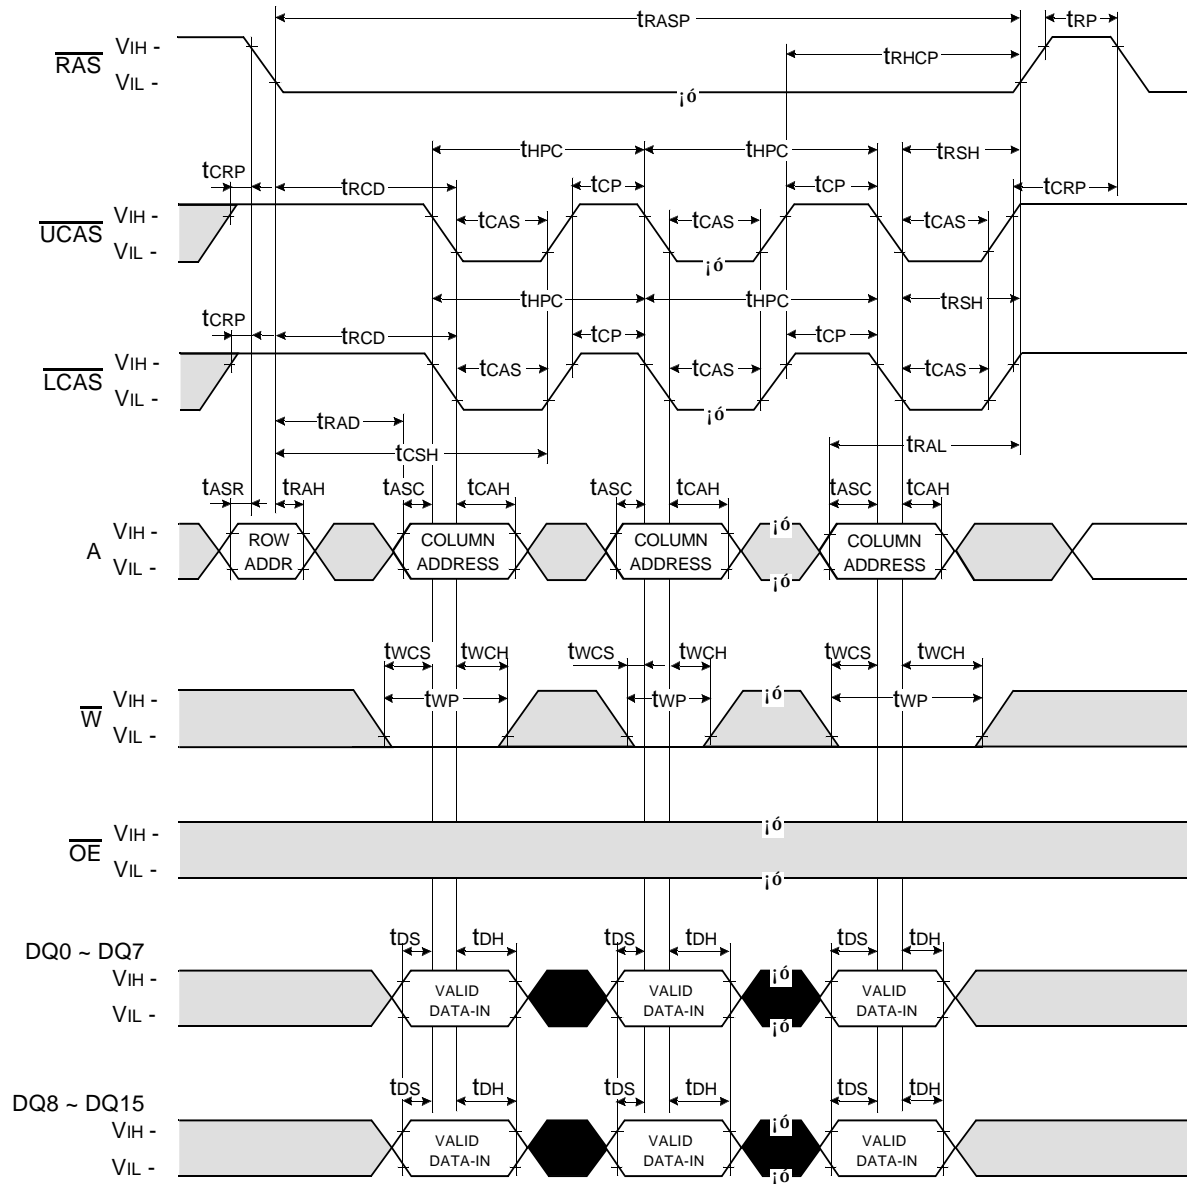 tRASP tRP
RAS VIH - tRHCP
VIL -
¡ó
tHPC tHPC tRSH
tCRP tRCD tCP tCP tCRP
UCAS VIH - tCAS tCAS tCAS
VIL -
¡ó
tHPC tHPC tRSH
tCRP tRCD tCP tCP
LCAS VIH - tCAS tCAS tCAS
VIL -
¡ó
tRAD
tCSH tRAL
tASR tRAH tASC tCAH tASC tCAH tASC tCAH
A VIH - ROW COLUMN COLUMN ¡ó COLUMN
VIL - ADDR ADDRESS ADDRESS ¡ó ADDRESS
tWCS tWCH tWCS tWCH tWCS tWCH
W VIH - tWP tWP ¡ó tWP
VIL -
OE VIH - ¡ó
VIL - ¡ó
DQ0 ~ DQ7 tDS tDH tDS tDH tDS tDH
VIH - VALID VALID ¡ó VALID
VIL - DATA-IN DATA-IN ¡ó DATA-IN
DQ8 ~ DQ15 tDS tDH tDS tDH tDS tDH
VIH - VALID VALID ¡ó VALID
VIL - DATA-IN DATA-IN ¡ó DATA-IN